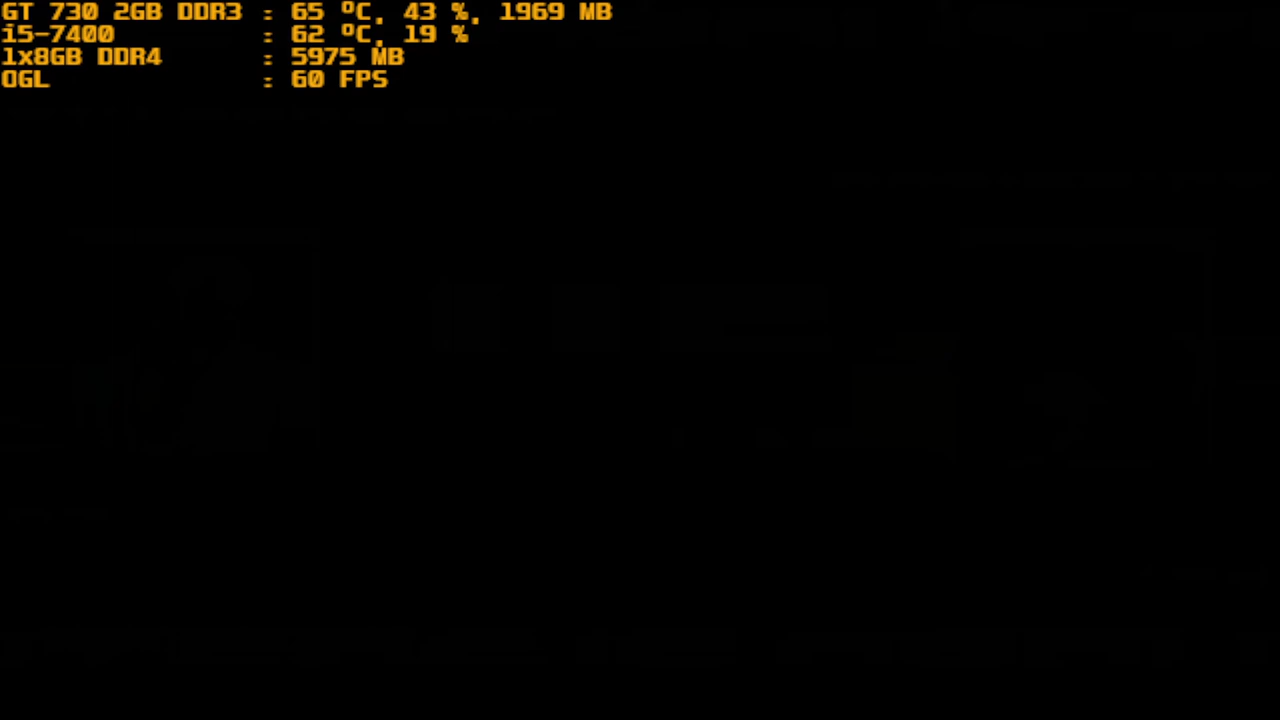 GT 730 2GB DDR3 : 65 ºC, 43 %, 1969 MB
i5-7400 : 62 ºC, 19 %
1x8GB DDR4 : 5975 MB
OGL : 60 FPS